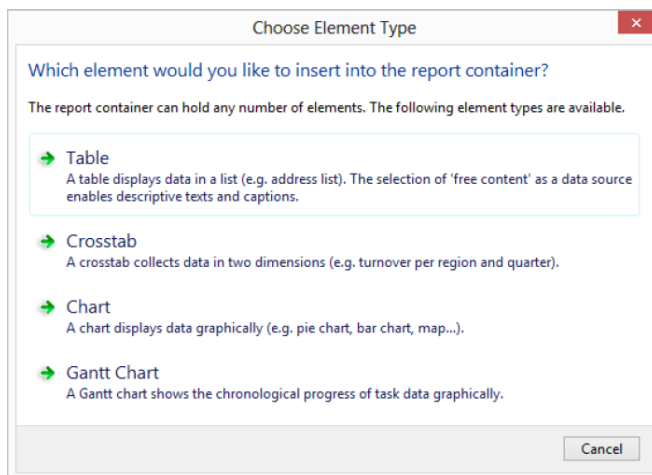 Choose Element Type
Which element would you like to insert into the report container?
The report container can hold any number of elements. The following element types are available.
Table
A table displays data in a list (e.g. address list). The selection of 'free content' as a data source
enables descriptive texts and captions.
Crosstab
A crosstab collects data in two dimensions (e.g. turnover per region and quarter).
Chart
A chart displays data graphically (e.g. pie chart, bar chart, map...).
Gantt Chart
A Gantt chart shows the chronological progress of task data graphically.
Cancel